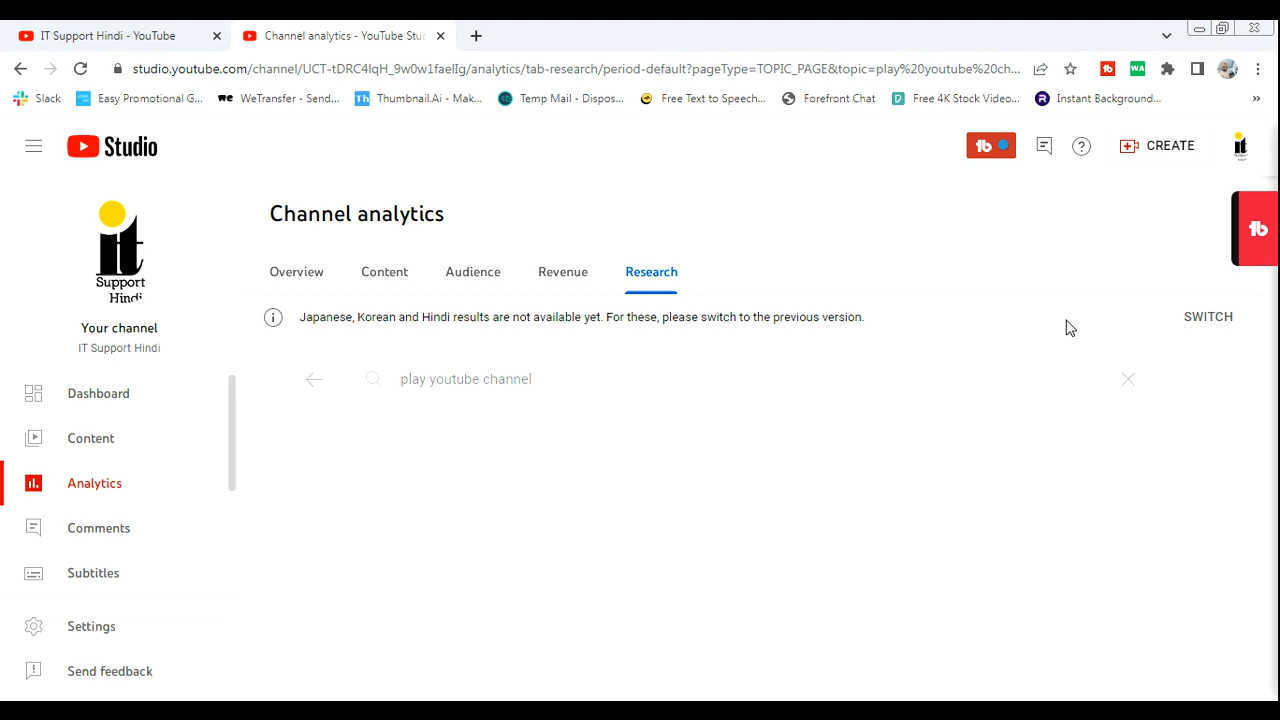 IT Support Hindi - YouTube
Channel analytics - YouTube Stu
studio.youtube.com/channel/UCT-tDRC4lqH_9w0w1faelIg/analytics/tab-research/period-default?pageType=TOPIC_PAGE&topic=play%20youtube%20ch...
Slack Easy Promotional G... WeTransfer - Send... Thumbnail.Ai - Mak... Temp Mail - Dispos... Free Text to Speech... Forefront Chat Free 4K Stock Video... Instant Background... »
Studio
tb
CREATE
it
it
Support
Hindi
Your channel
IT Support Hindi
Dashboard
Content
Analytics
Comments
Subtitles
Settings
Send feedback
Channel analytics
Overview Content Audience Revenue Research
Japanese, Korean and Hindi results are not available yet. For these, please switch to the previous version.
SWITCH
play youtube channel
tb